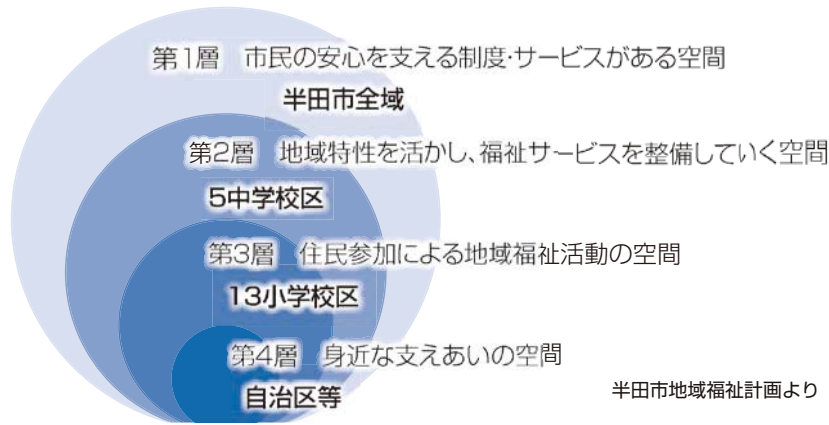 第1層　市民の安心を支える制度・サービスがある空間
半田市全域
第2層　地域特性を活かし、福祉サービスを整備していく空間
5中学校区
第3層　住民参加による地域福祉活動の空間
13小学校区
第4層　身近な支えあいの空間
自治区等
半田市地域福祉計画より